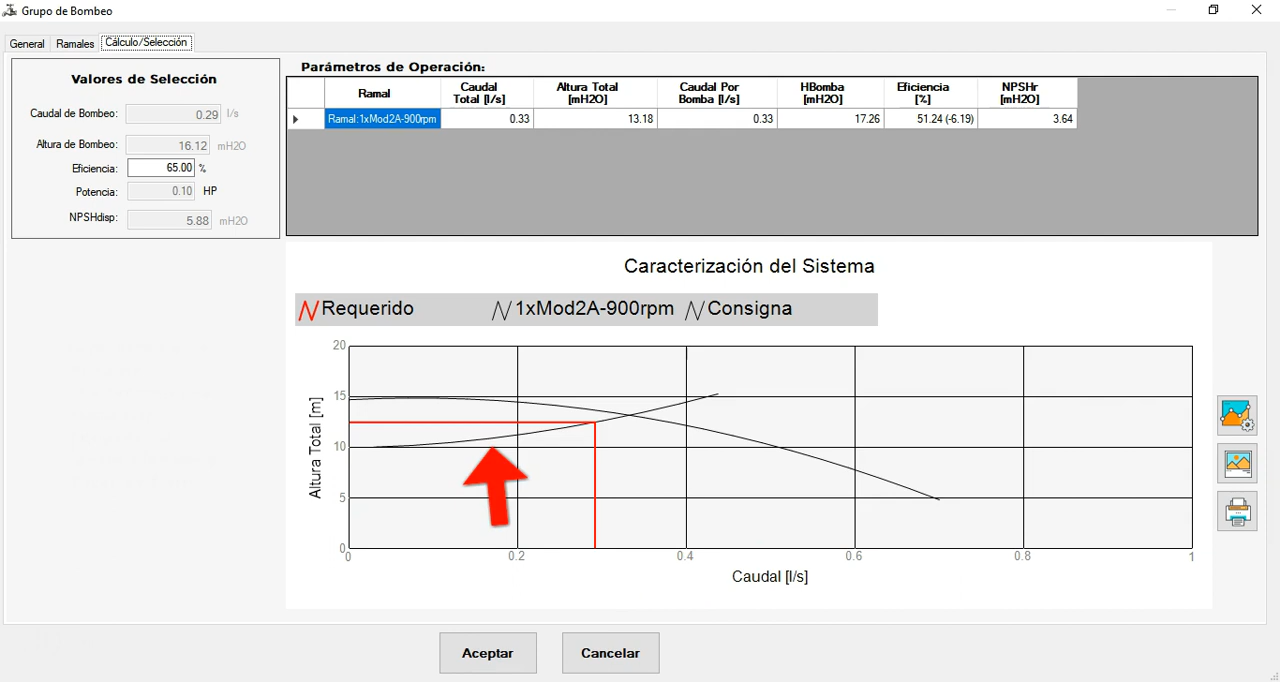 Grupo de Bombeo
General Ramales Cálculo/Selección
Valores de Selección
Caudal de Bombeo: 0.29 l/s
Altura de Bombeo: 16.12 mH2O
Eficiencia: 65.00 %
Potencia: 0.10 HP
NPSHdisp: 5.88 mH2O
Parámetros de Operación:
Ramal Caudal Total [l/s] Altura Total [mH2O] Caudal Por Bomba [l/s] HBomba [mH2O] Eficiencia [%] NPSHr [mH2O]
Ramal:1xMod2A-900rpm 0.33 13.18 0.33 17.26 51.24 (-6.19) 3.64
Caracterización del Sistema
Requerido 1xMod2A-900rpm Consigna
20
15
10
5
0
Altura Total [m]
0 0.2 0.4 0.6 0.8 1
Caudal [l/s]
Aceptar Cancelar